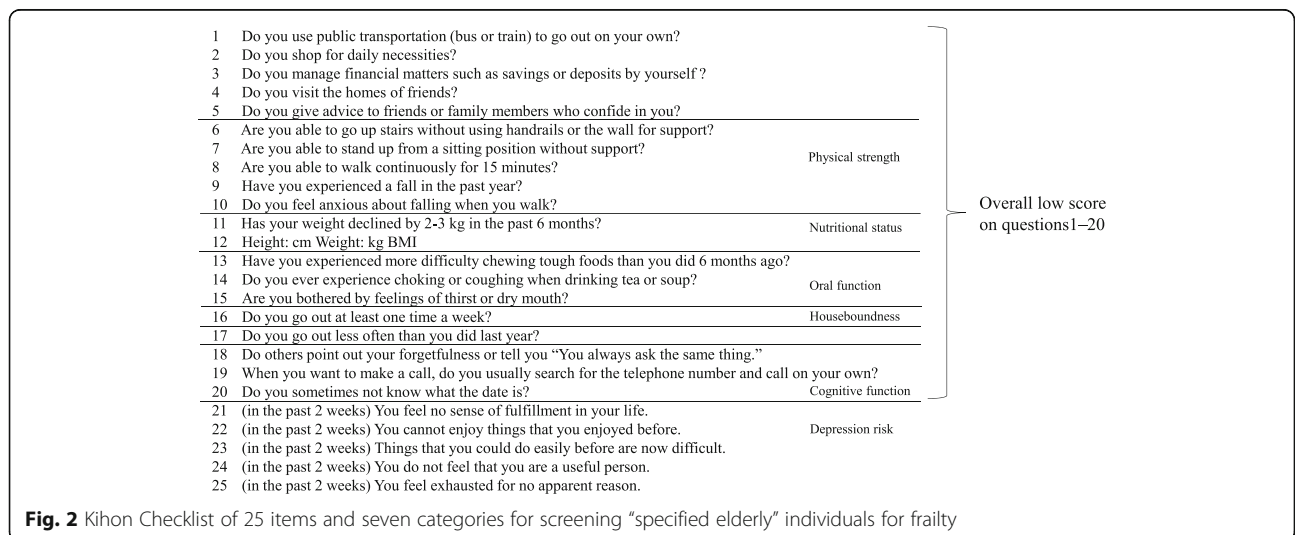 1 Do you use public transportation (bus or train) to go out on your own?
2 Do you shop for daily necessities?
3 Do you manage financial matters such as savings or deposits by yourself ?
4 Do you visit the homes of friends?
5 Do you give advice to friends or family members who confide in you?
6 Are you able to go up stairs without using handrails or the wall for support?
7 Are you able to stand up from a sitting position without support?
Physical strength
8 Are you able to walk continuously for 15 minutes?
9 Have you experienced a fall in the past year?
10 Do you feel anxious about falling when you walk?
11 Has your weight declined by 2-3 kg in the past 6 months?
Nutritional status
12 Height: cm Weight: kg BMI
13 Have you experienced more difficulty chewing tough foods than you did 6 months ago?
14 Do you ever experience choking or coughing when drinking tea or soup?
Oral function
15 Are you bothered by feelings of thirst or dry mouth?
16 Do you go out at least one time a week? Houseboundness
17 Do you go out less often than you did last year?
18 Do others point out your forgetfulness or tell you “You always ask the same thing.”
19 When you want to make a call, do you usually search for the telephone number and call on your own?
20 Do you sometimes not know what the date is? Cognitive function
21 (in the past 2 weeks) You feel no sense of fulfillment in your life.
22 (in the past 2 weeks) You cannot enjoy things that you enjoyed before. Depression risk
23 (in the past 2 weeks) Things that you could do easily before are now difficult.
24 (in the past 2 weeks) You do not feel that you are a useful person.
25 (in the past 2 weeks) You feel exhausted for no apparent reason.
Overall low score
on questions1–20
Fig. 2 Kihon Checklist of 25 items and seven categories for screening “specified elderly” individuals for frailty